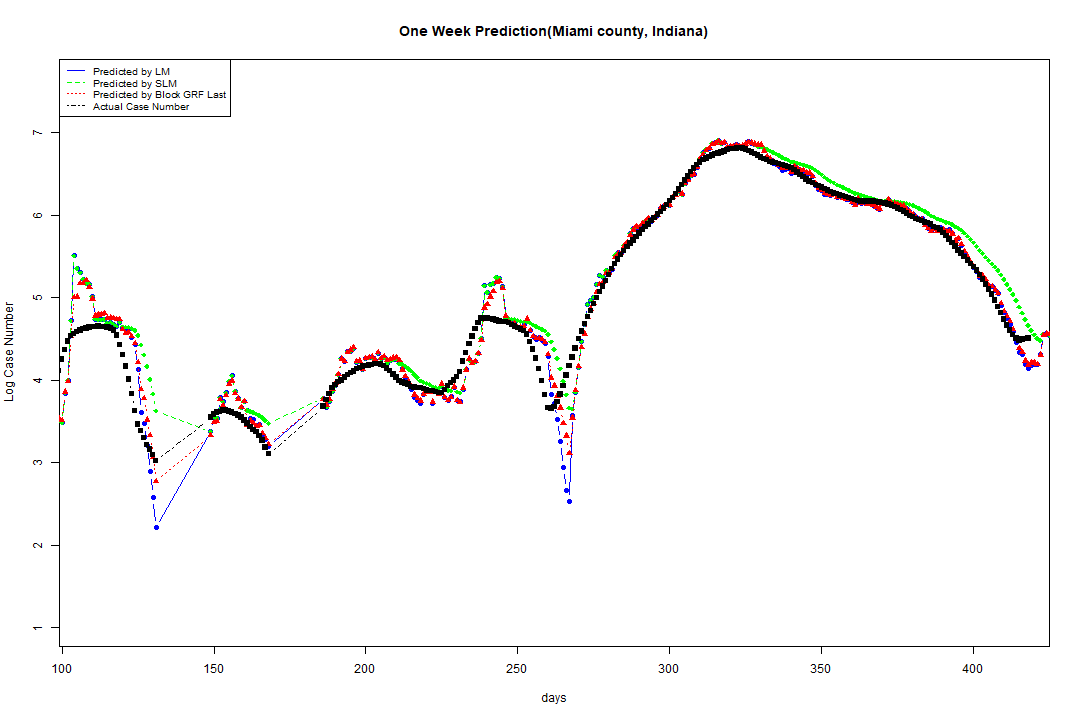 One Week Prediction(Miami county, Indiana)
Predicted by LM
Predicted by SLM
Predicted by Block GRF Last
Actual Case Number
7
6
5
4
3
2
1
Log Case Number
100 150 200 250 300 350 400
days